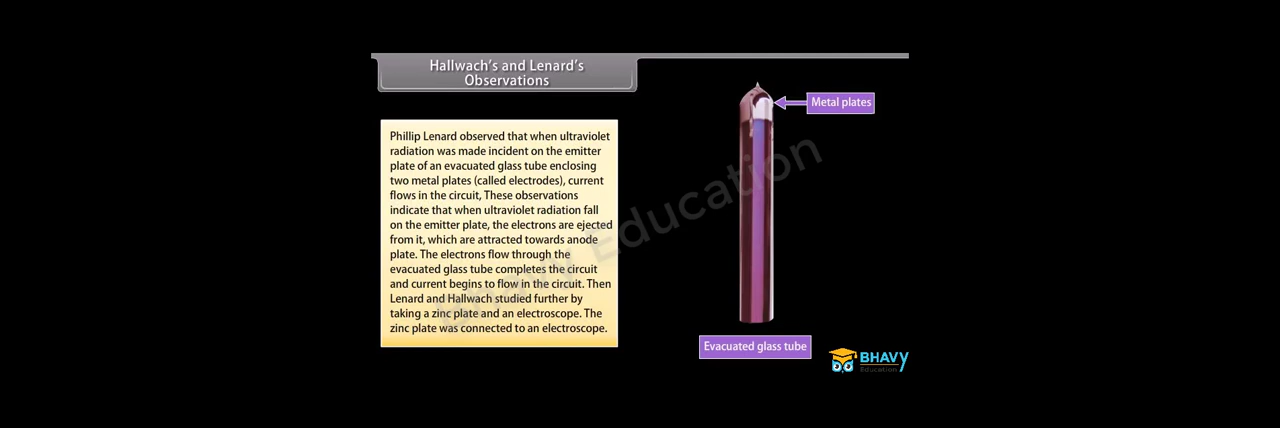 Hallwach's and Lenard's
Observations
Metal plates
Phillip Lenard observed that when ultraviolet
radiation was made incident on the emitter
plate of an evacuated glass tube enclosing
two metal plates (called electrodes), current
flows in the circuit, These observations
indicate that when ultraviolet radiation fall
on the emitter plate, the electrons are ejected
from it, which are attracted towards anode
plate. The electrons flow through the
evacuated glass tube completes the circuit
and current begins to flow in the circuit. Then
Lenard and Hallwach studied further by
taking a zinc plate and an electroscope. The
zinc plate was connected to an electroscope.
Evacuated glass tube
Bhavy Education
BHAVY
Education